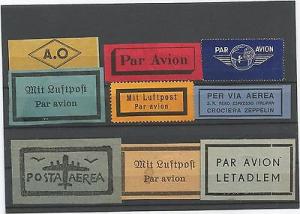 A.O
Par Avion
PAR AVION
Mit Luftpost
Par avion
Mit Luftpost
Par avion
PER VIA AEREA
CROCIERA ZEPPELIN
POSTA AEREA
Mit Luftpost
Par avion
PAR AVION
LETADLEM